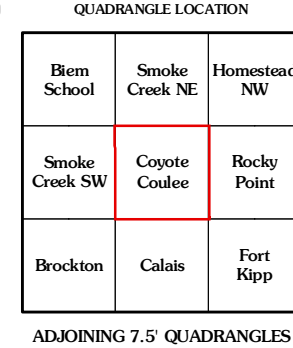 QUADRANGLE LOCATION
Biem Smoke Homestead
School Creek NE NW
Smoke Coyote Rocky
Creek SW Coulee Point
Brockton Calais Fort
Kipp
ADJOINING 7.5' QUADRANGLES